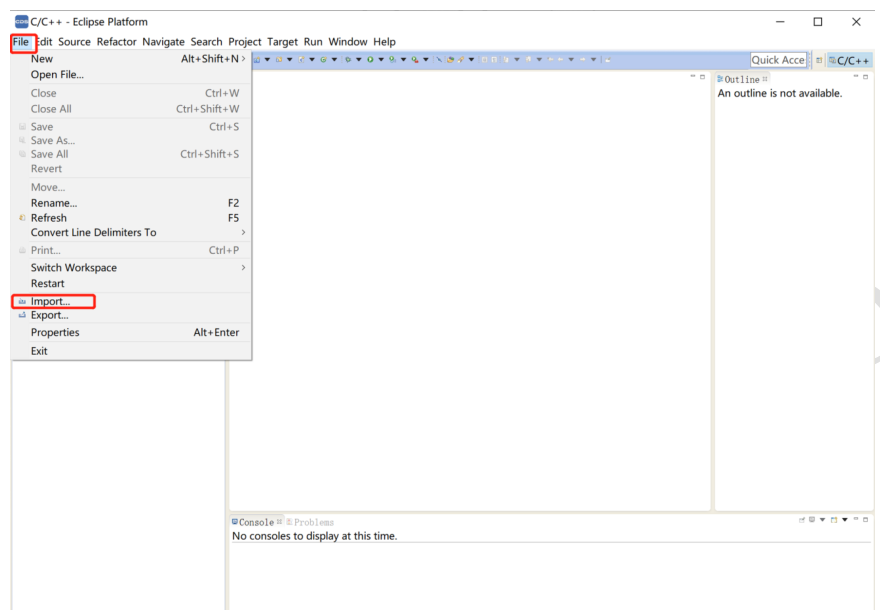 C/C++ - Eclipse Platform
File Edit Source Refactor Navigate Search Project Target Run Window Help
New Alt+Shift+N
Open File...
Close Ctrl+W
Close All Ctrl+Shift+W
Save Ctrl+S
Save As...
Save All Ctrl+Shift+S
Revert
Move...
Rename... F2
Refresh F5
Convert Line Delimiters To
Print... Ctrl+P
Switch Workspace
Restart
Import...
Export...
Properties Alt+Enter
Exit
Quick Acce
C/C++
Outline
An outline is not available.
Console Problems
No consoles to display at this time.